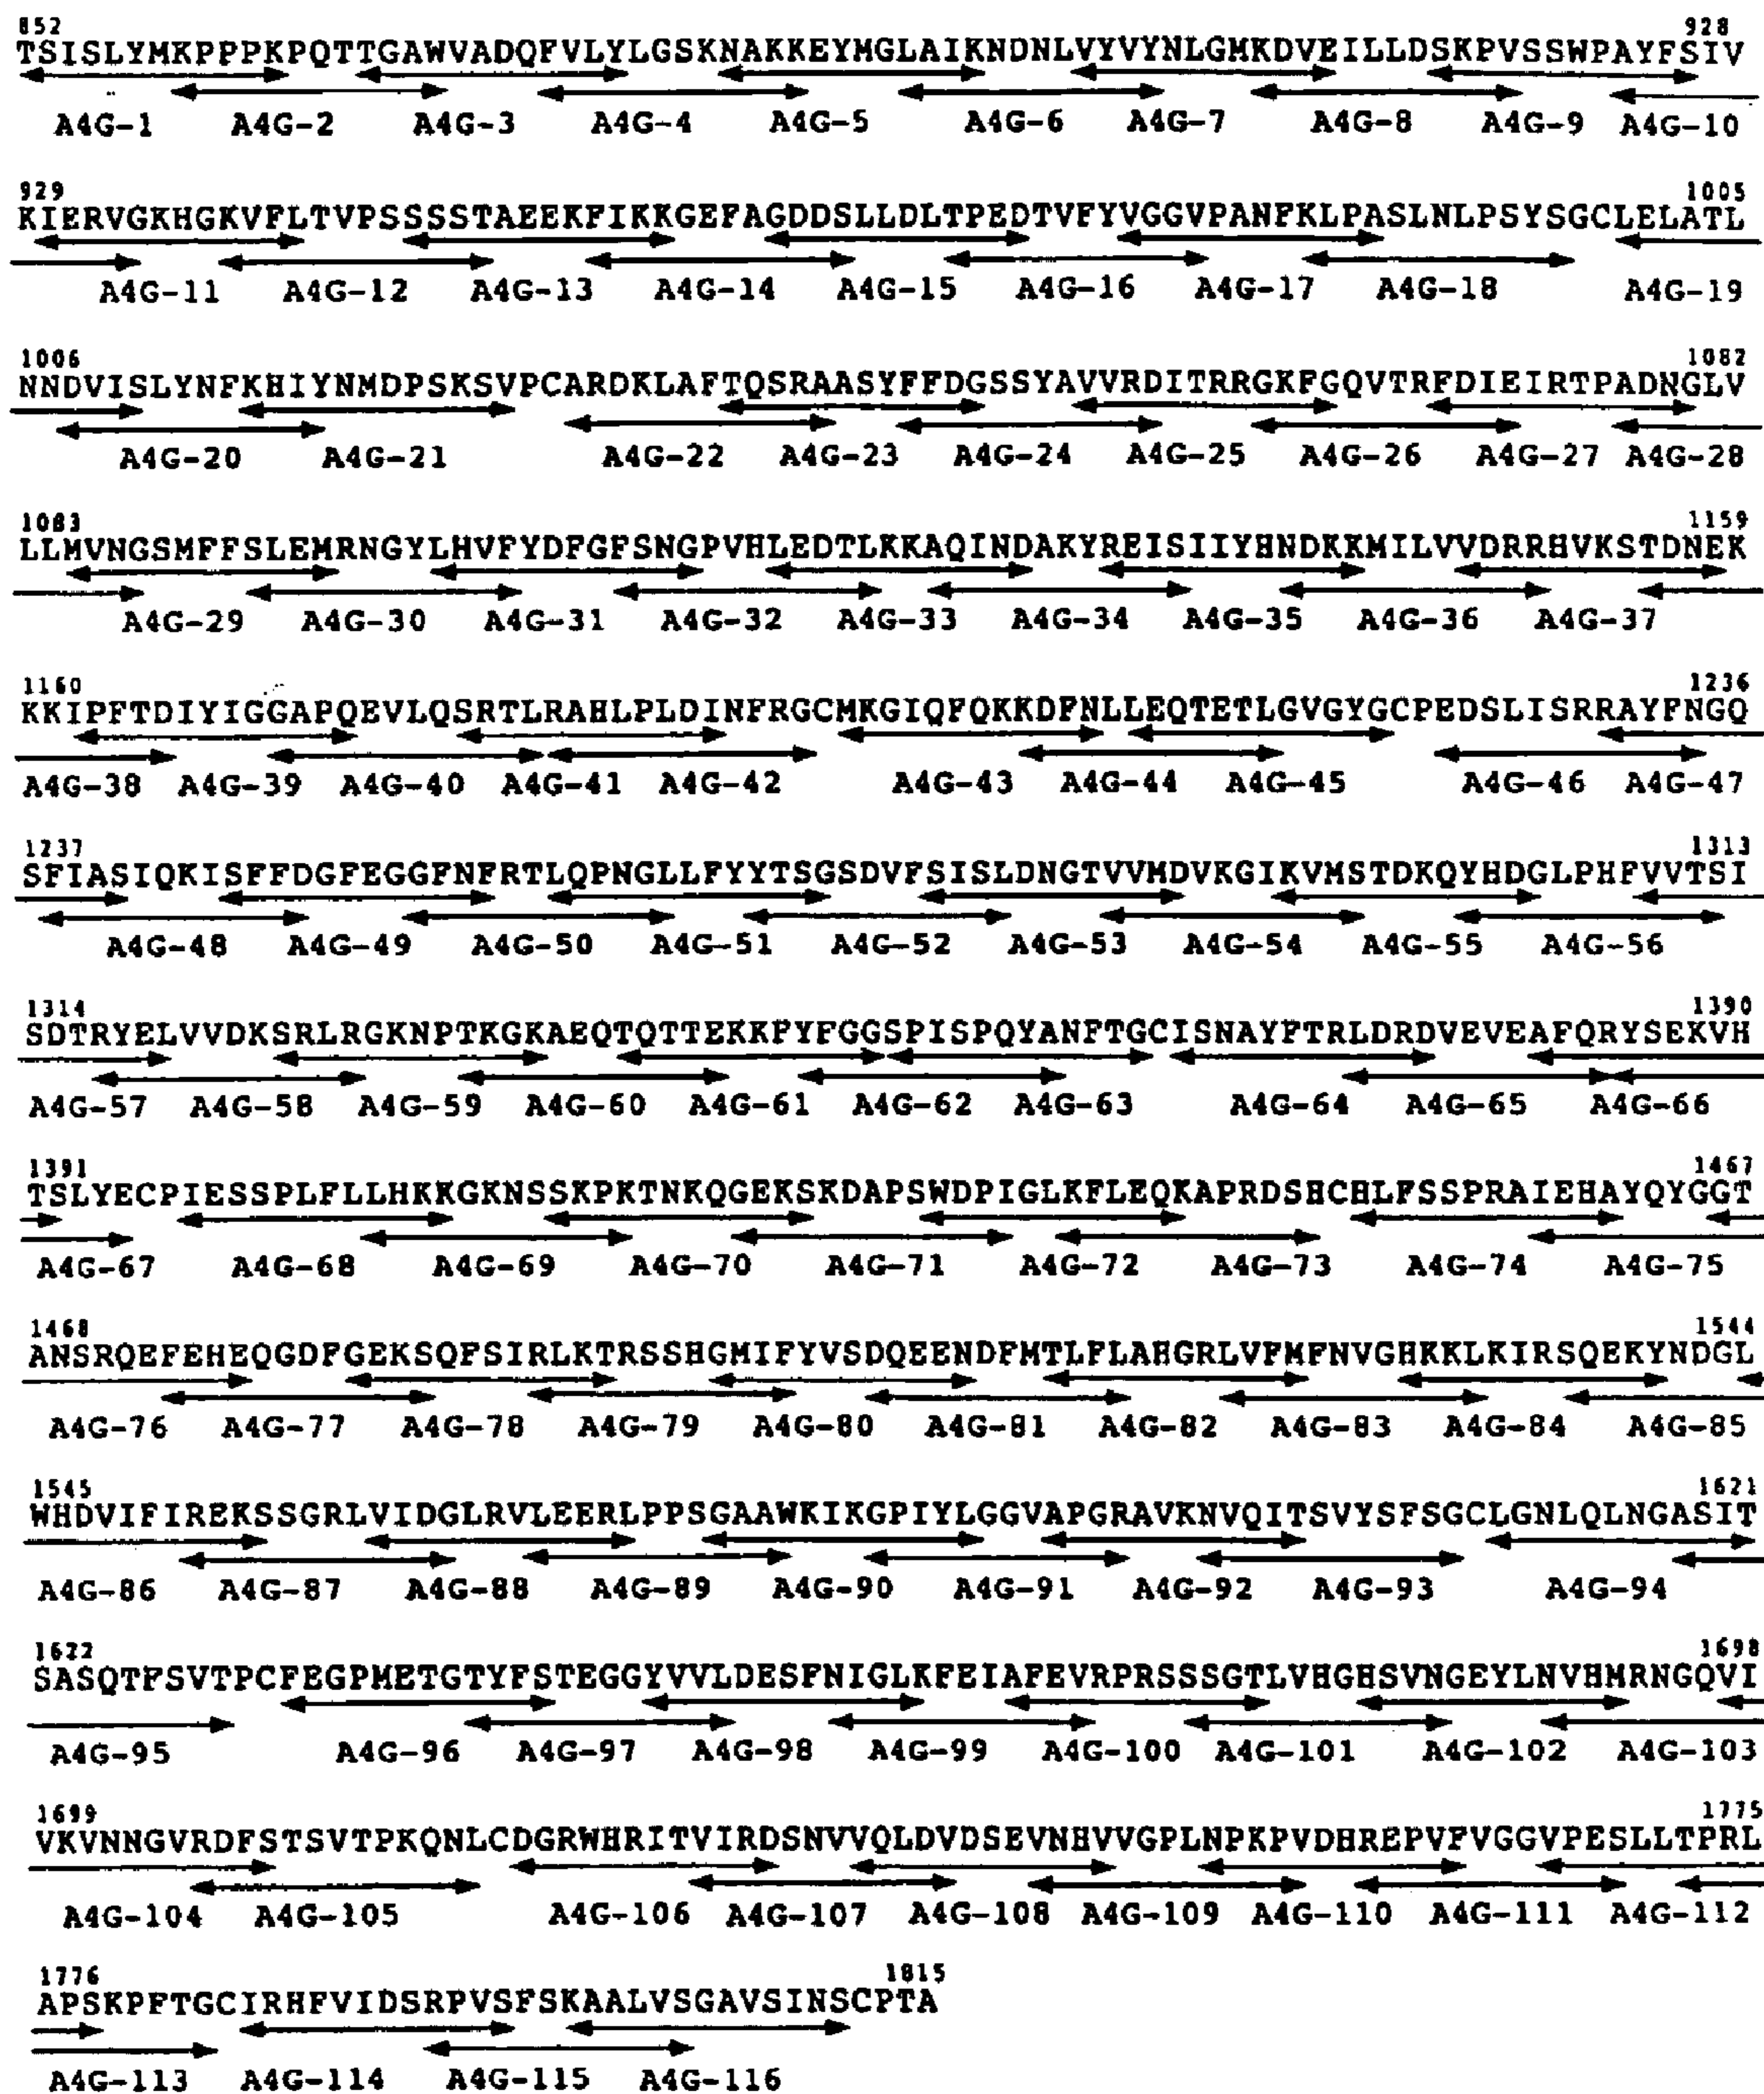 852 928
TSISLYMKPPPKPQTTGAWVADQFVLYLGSKNAKKEYMGLAIKNDNLVYVYNLGMKDVEILLDSKPVSSWPAYFSIV
A4G-1 A4G-2 A4G-3 A4G-4 A4G-5 A4G-6 A4G-7 A4G-8 A4G-9 A4G-10
929 1005
KIERVGKHGKVFLTVPSSSSTAEEKFIKKGEFAGDDSLLDLTPEDTVFYVGGVPANFKLPASLNLPSYSGCLELATL
A4G-11 A4G-12 A4G-13 A4G-14 A4G-15 A4G-16 A4G-17 A4G-18 A4G-19
1006 1082
NNDVISLYNFKHIYNMDPSKSVPCARDKLAFTQSRAASYFFDGSSYAVVRDITRRGKFGQVTRFDIEIRTPADNGLV
A4G-20 A4G-21 A4G-22 A4G-23 A4G-24 A4G-25 A4G-26 A4G-27 A4G-28
1083 1159
LLMVNGSMFFSLEMRNGYLHVFYDFGFSNGPVHLEDTLKKAQINDAKYREISIIYHNDKKMILVVDRRHVKSTDNEK
A4G-29 A4G-30 A4G-31 A4G-32 A4G-33 A4G-34 A4G-35 A4G-36 A4G-37
1160 1236
KKIPFTDIYIGGAPQEVLQSRTLRAHLPLDINFRGCMKGIQFQKKDFNLLEQTETLGVGYGCPEDSLISRRAYFNGQ
A4G-38 A4G-39 A4G-40 A4G-41 A4G-42 A4G-43 A4G-44 A4G-45 A4G-46 A4G-47
1237 1313
SFIASIQKISFFDGFEGGFNFRTLQPNGLLFYYTSGSDVFSISLDNGTVVMDVKGIKVMSTDKQYHDGLPHFVVTSI
A4G-48 A4G-49 A4G-50 A4G-51 A4G-52 A4G-53 A4G-54 A4G-55 A4G-56
1314 1390
SDTRYELVVDKSRLRGKNPTKGKAEQTQTTEKKFYFGGSPISPQYANFTGCISNAYFTRLDRDVEVEAFQRYSEKVH
A4G-57 A4G-58 A4G-59 A4G-60 A4G-61 A4G-62 A4G-63 A4G-64 A4G-65 A4G-66
1391 1467
TSLYECPIESSPLFLLHKKGKNSSKPKTNKQGEKSKDAPSWDPIGLKFLEQKAPRDSHCHLFSSPRAIEHAYQYGGT
A4G-67 A4G-68 A4G-69 A4G-70 A4G-71 A4G-72 A4G-73 A4G-74 A4G-75
1468 1544
ANSRQEFEHEQGDFGEKSQFSIRLKTRSSHGMIFYVSDQEENDFMTLFLAHGRLVFMFNVGHKKLKIRSQEKYNDGL
A4G-76 A4G-77 A4G-78 A4G-79 A4G-80 A4G-81 A4G-82 A4G-83 A4G-84 A4G-85
1545 1621
WHDVIFIREKSSGRLVIDGLRVLEERLPPSGAAWKIKGPIYLGGVAPGRAVKNVQITSVYSFSGCLGNLQLNGASIT
A4G-86 A4G-87 A4G-88 A4G-89 A4G-90 A4G-91 A4G-92 A4G-93 A4G-94
1622 1698
SASQTFSVTPCFEGPMETGTYFSTEGGYVVLDESFNIGLKFEIAFEVRPRSSSGTLVHGHSVNGEYLNVHMRNGQVI
A4G-95 A4G-96 A4G-97 A4G-98 A4G-99 A4G-100 A4G-101 A4G-102 A4G-103
1699 1775
VKVNNGVRDFSTSVTPKQNLCDGRWHRITVIRDSNVVQLDVDSEVNHVVGPLNPKPVDHREPVFVGGVPESLLTPRL
A4G-104 A4G-105 A4G-106 A4G-107 A4G-108 A4G-109 A4G-110 A4G-111 A4G-112
1776 1815
APSKPFTGCIRHFVIDSRPVSFSKAALVSGAVSINSCPTA
A4G-113 A4G-114 A4G-115 A4G-116